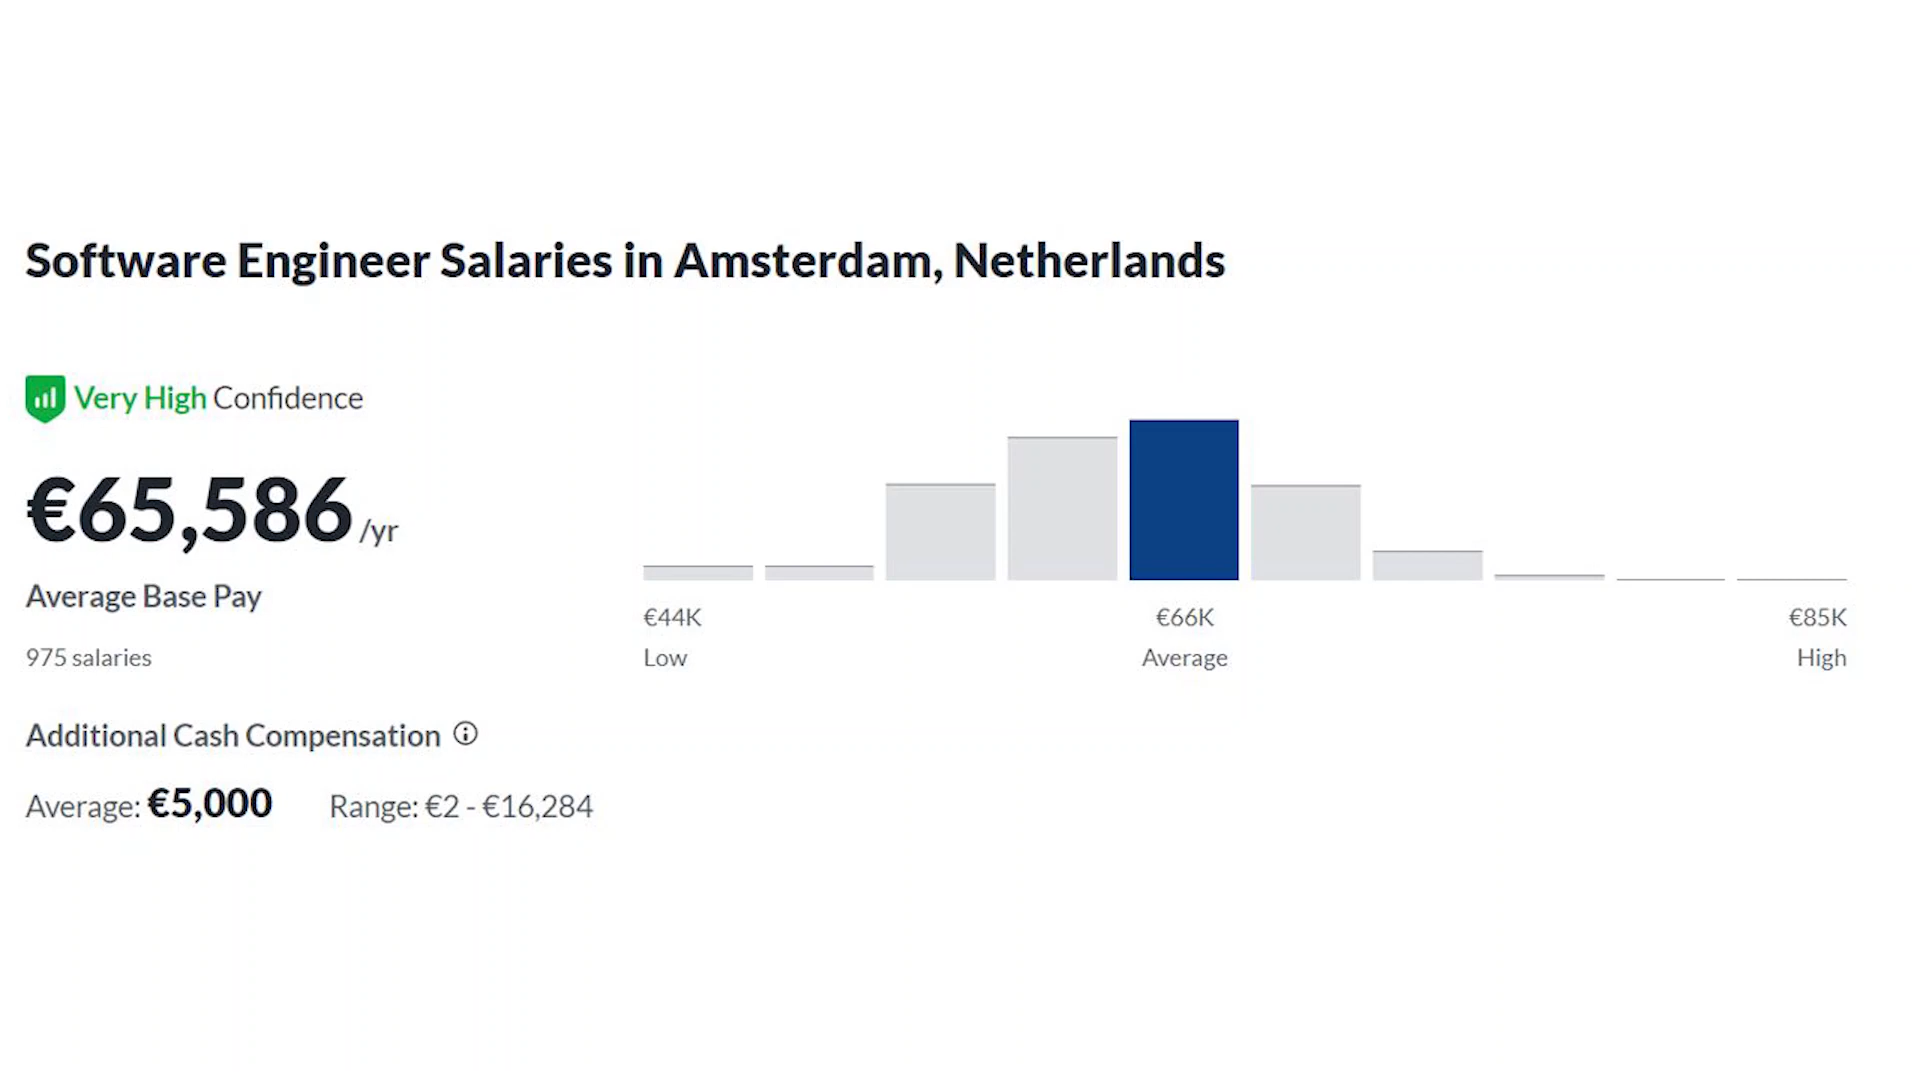 Software Engineer Salaries in Amsterdam, Netherlands
Very High Confidence
€65,586 /yr
Average Base Pay
975 salaries
€44K
Low
€66K
Average
€85K
High
Additional Cash Compensation
Average: €5,000 Range: €2 - €16,284